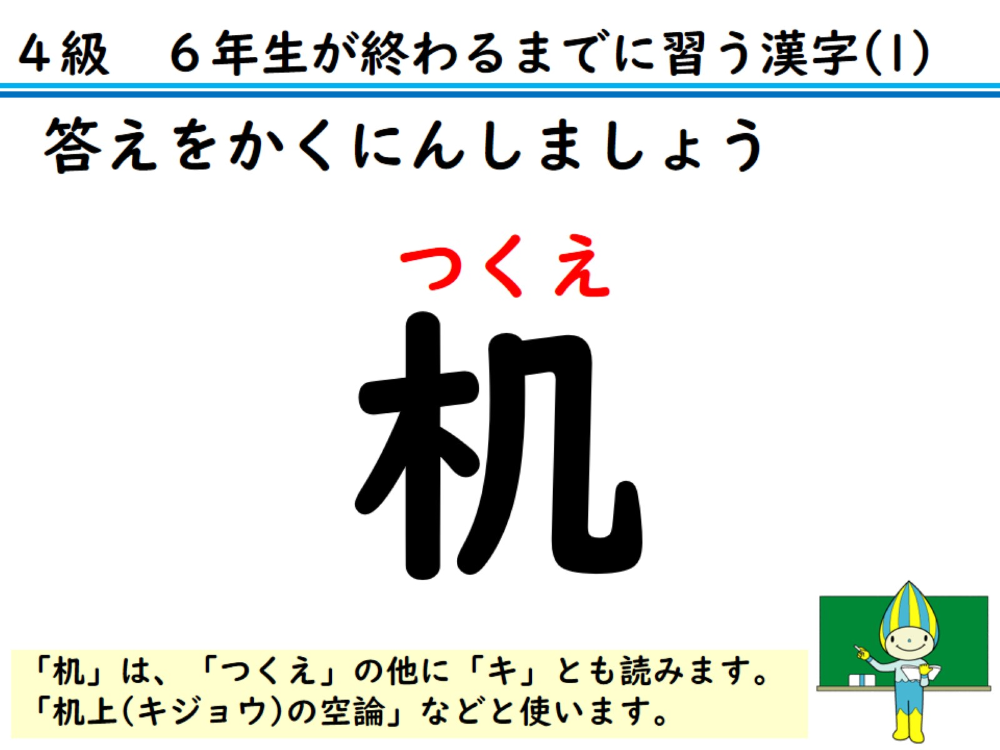 ４級　６年生が終わるまでに習う漢字(1)
答えをかくにんしましょう
つくえ
机
「机」は、「つくえ」の他に「キ」とも読みます。
「机上(キジョウ)の空論」などと使います。